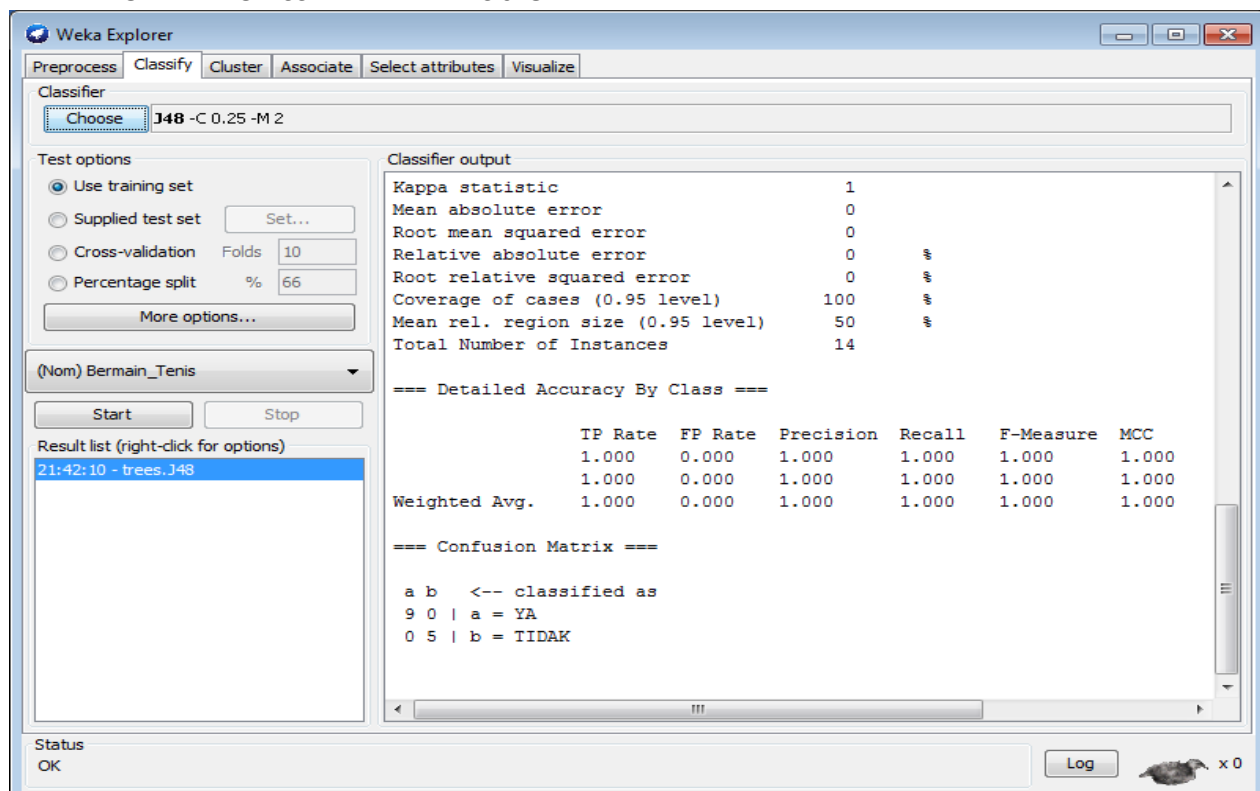 Weka Explorer
Preprocess Classify Cluster Associate Select attributes Visualize
Classifier
Choose J48 -C 0.25 -M 2
Test options
Use training set
Supplied test set Set...
Cross-validation Folds 10
Percentage split % 66
More options...
(Nom) Bermain_Tenis
Start Stop
Result list (right-click for options)
21:42:10 - trees.J48
Classifier output
Kappa statistic 1
Mean absolute error 0
Root mean squared error 0
Relative absolute error 0 %
Root relative squared error 0 %
Coverage of cases (0.95 level) 100 %
Mean rel. region size (0.95 level) 50 %
Total Number of Instances 14
=== Detailed Accuracy By Class ===
TP Rate FP Rate Precision Recall F-Measure MCC
1.000 0.000 1.000 1.000 1.000 1.000
1.000 0.000 1.000 1.000 1.000 1.000
Weighted Avg. 1.000 0.000 1.000 1.000 1.000 1.000
=== Confusion Matrix ===
a b <-- classified as
9 0 | a = YA
0 5 | b = TIDAK
Status
OK
Log x 0